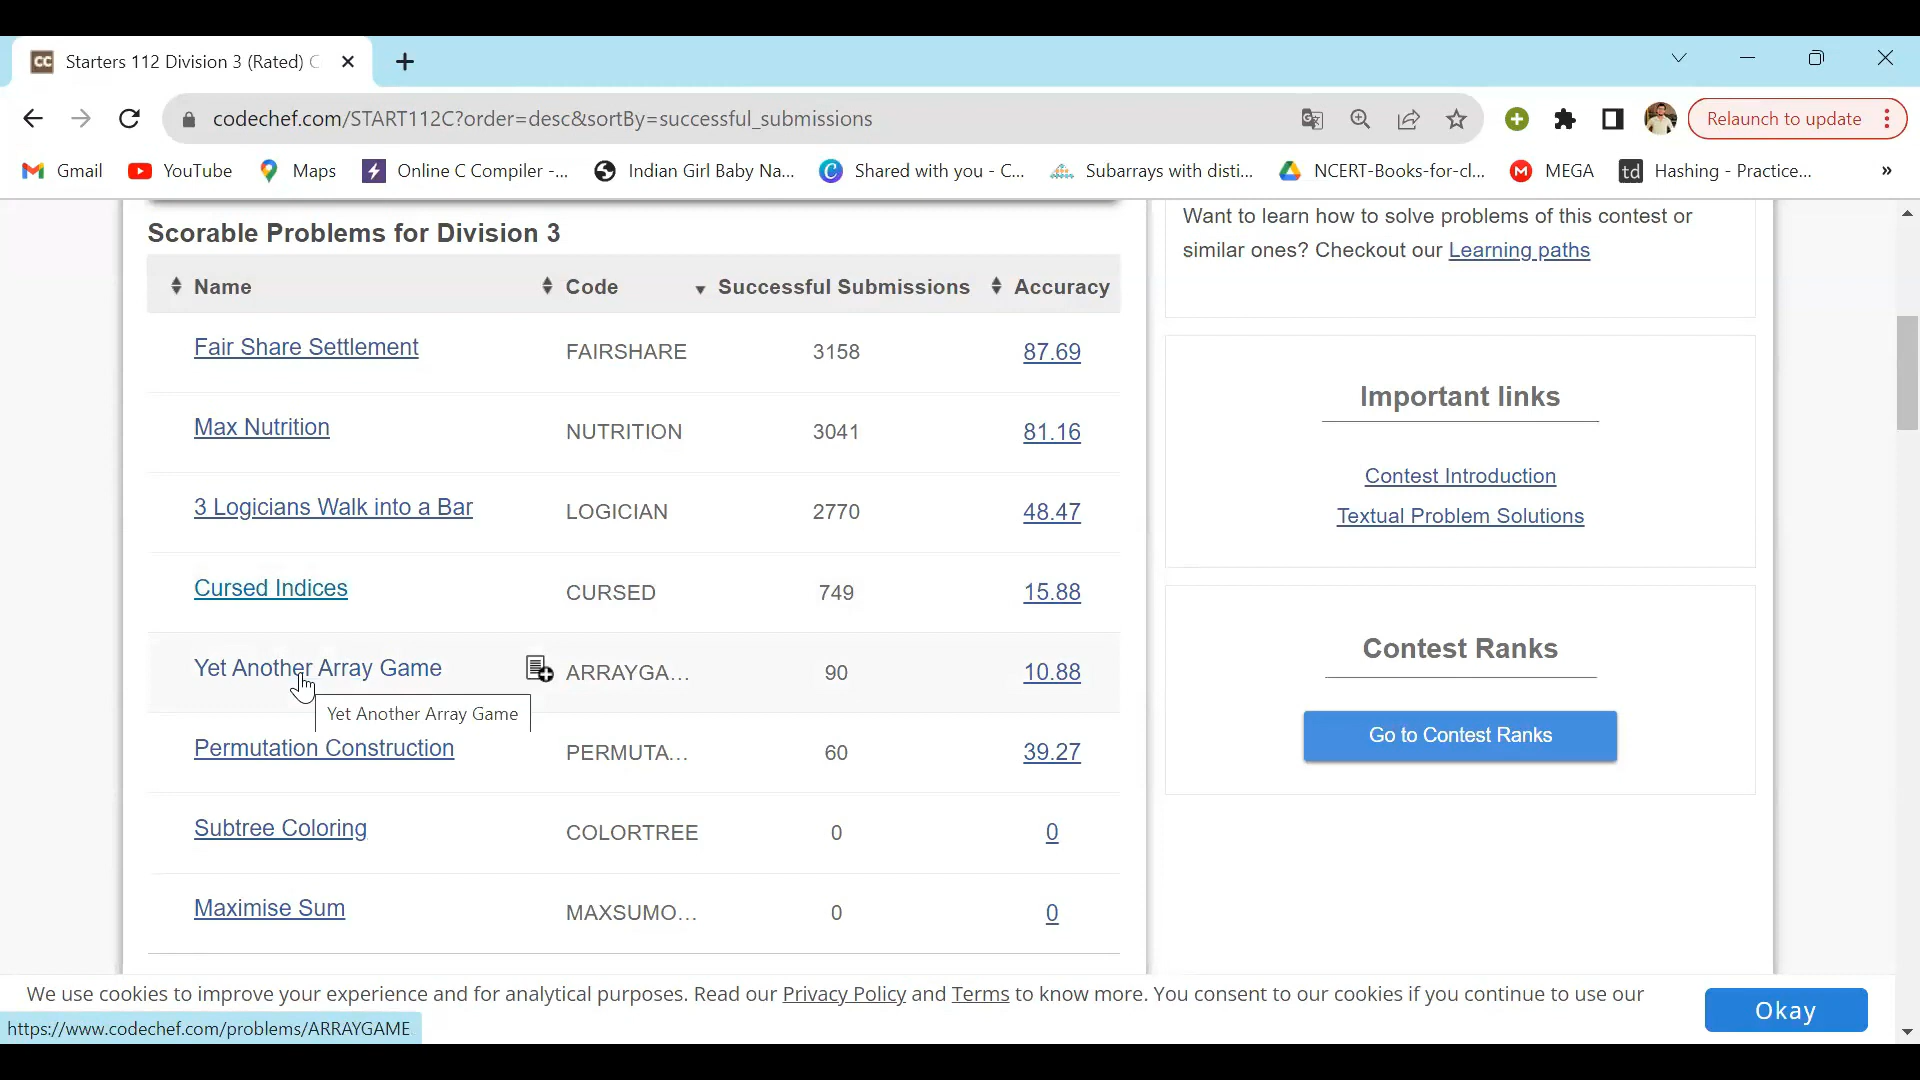 CC Starters 112 Division 3 (Rated) C
codechef.com/START112C?order=desc&sortBy=successful_submissions
Relaunch to update
Gmail YouTube Maps Online C Compiler -... Indian Girl Baby Na... Shared with you - C... Subarrays with disti... NCERT-Books-for-cl... MEGA td Hashing - Practice... »
Want to learn how to solve problems of this contest or
similar ones? Checkout our Learning paths
Scorable Problems for Division 3
Name Code Successful Submissions Accuracy
Fair Share Settlement FAIRSHARE 3158 87.69
Max Nutrition NUTRITION 3041 81.16
3 Logicians Walk into a Bar LOGICIAN 2770 48.47
Cursed Indices CURSED 749 15.88
Yet Another Array Game ARRAYGA... 90 10.88
Yet Another Array Game
Permutation Construction PERMUTA... 60 39.27
Subtree Coloring COLORTREE 0 0
Maximise Sum MAXSUMO... 0 0
Important links
Contest Introduction
Textual Problem Solutions
Contest Ranks
Go to Contest Ranks
We use cookies to improve your experience and for analytical purposes. Read our Privacy Policy and Terms to know more. You consent to our cookies if you continue to use our
Okay
https://www.codechef.com/problems/ARRAYGAME